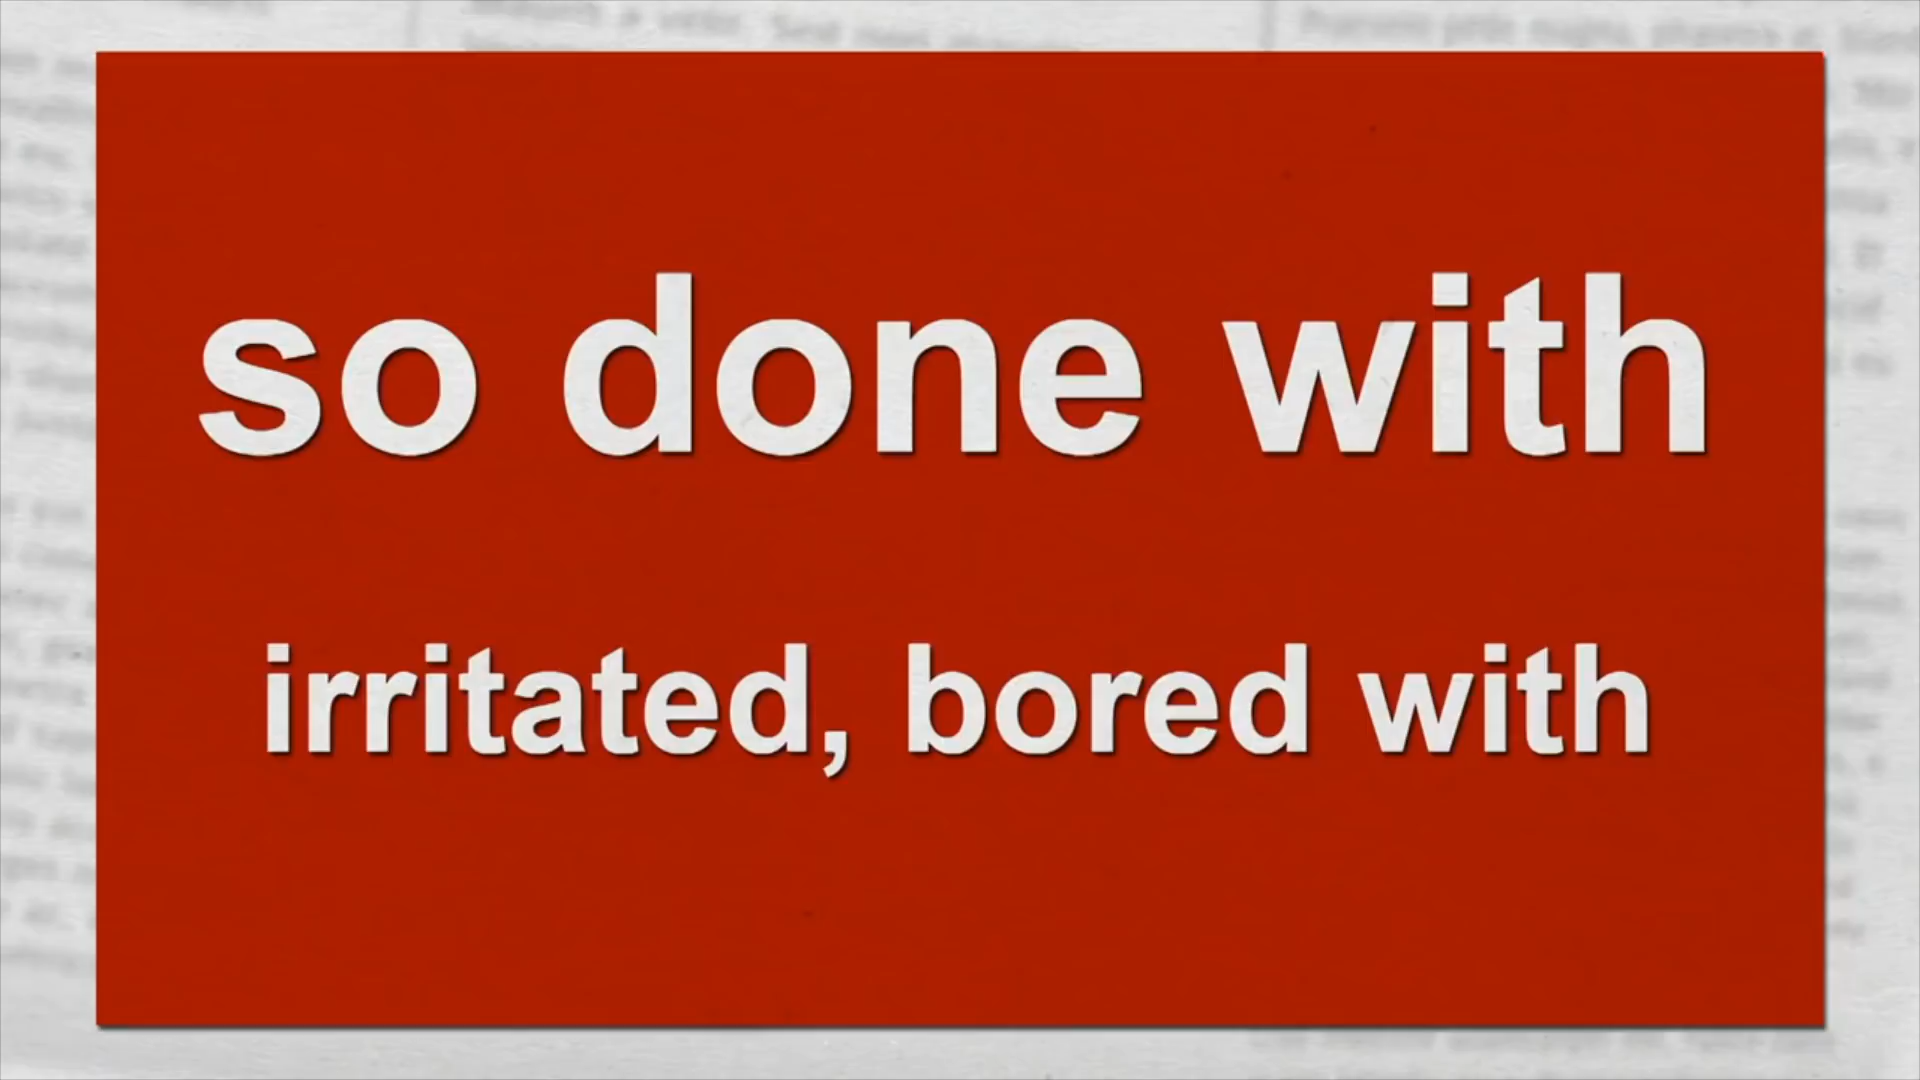 so done with
irritated, bored with